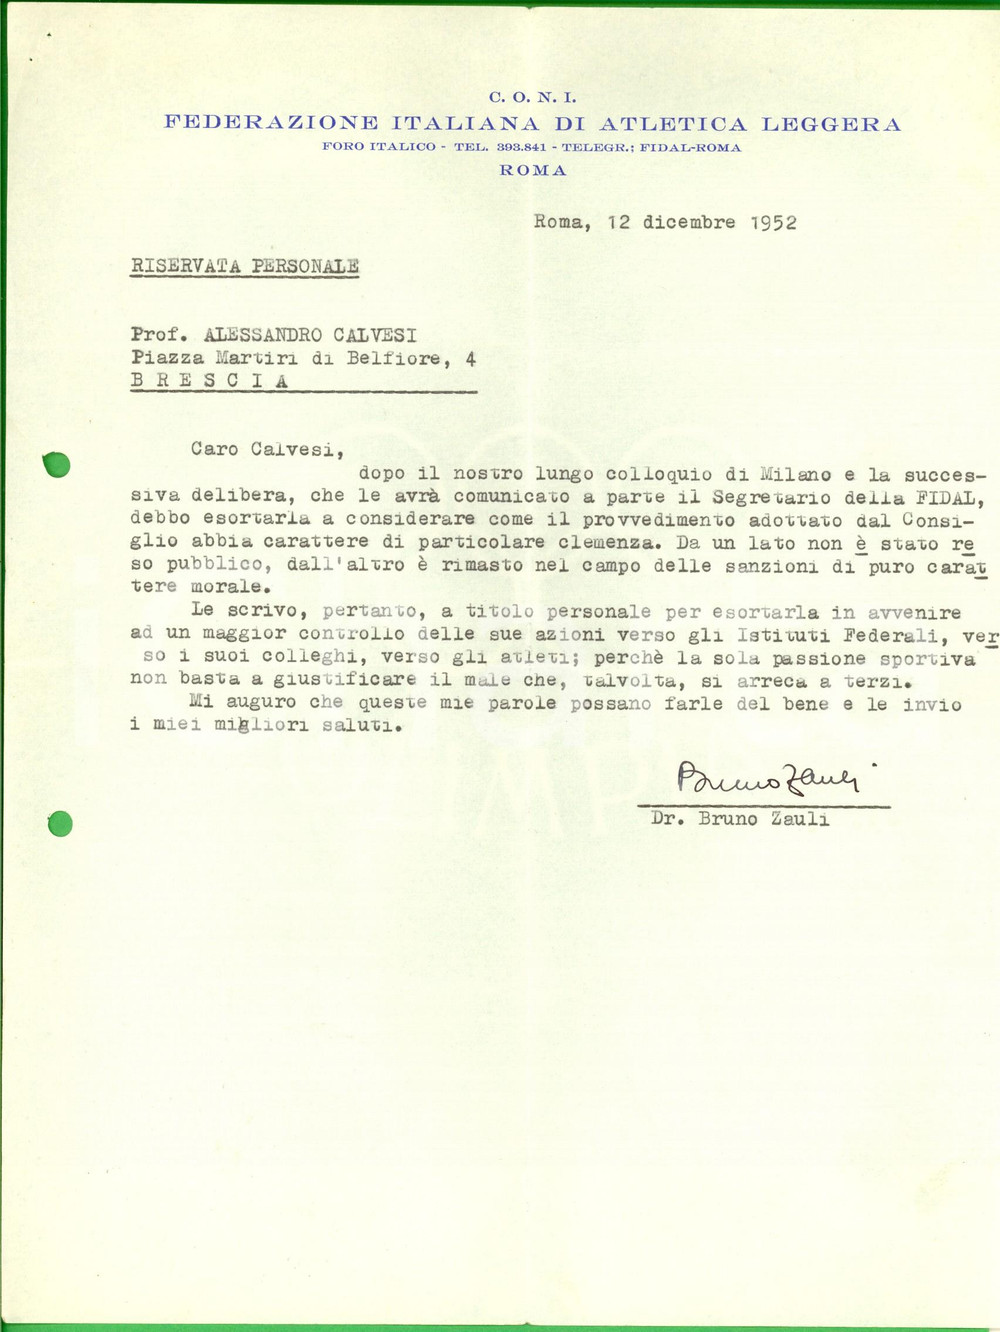 C. O. N. I.
FEDERAZIONE ITALIANA DI ATLETICA LEGGERA
FORO ITALICO - TEL. 393.841 - TELEGR.: FIDAL-ROMA
ROMA
Roma, 12 dicembre 1952
RISERVATA PERSONALE
Prof. ALESSANDRO CALVESI
Piazza Martiri di Belfiore, 4
B R E S C I A
Caro Calvesi,
dopo il nostro lungo colloquio di Milano e la succes-
siva delibera, che le avrà comunicato a parte il Segretario della FIDAL,
debbo esortarla a considerare come il provvedimento adottato dal Consi-
glio abbia carattere di particolare clemenza. Da un lato non è stato re
so pubblico, dall'altro è rimasto nel campo delle sanzioni di puro carat
tere morale.
Le scrivo, pertanto, a titolo personale per esortarla in avvenire
ad un maggior controllo delle sue azioni verso gli Istituti Federali, ver
so i suoi colleghi, verso gli atleti; perchè la sola passione sportiva
non basta a giustificare il male che, talvolta, si arreca a terzi.
Mi auguro che queste mie parole possano farle del bene e le invio
i miei migliori saluti.
Bruno Zauli
Dr. Bruno Zauli